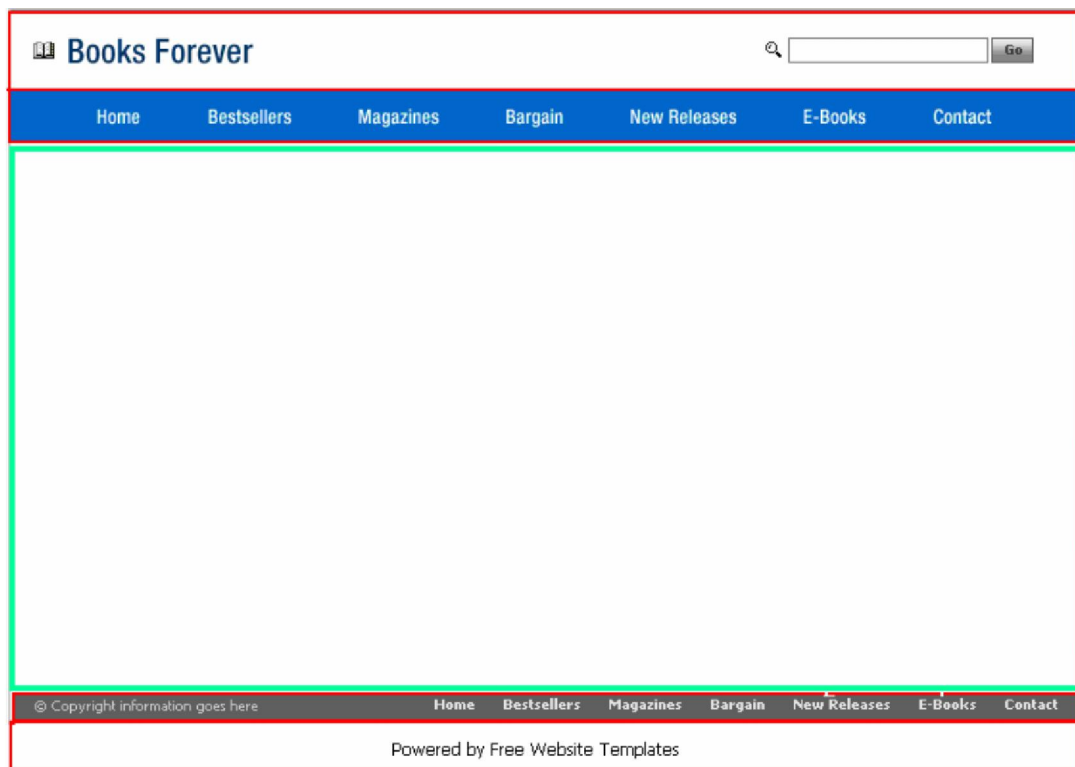 Books Forever
Go
Home Bestsellers Magazines Bargain New Releases E-Books Contact
© Copyright information goes here Home Bestsellers Magazines Bargain New Releases E-Books Contact
Powered by Free Website Templates